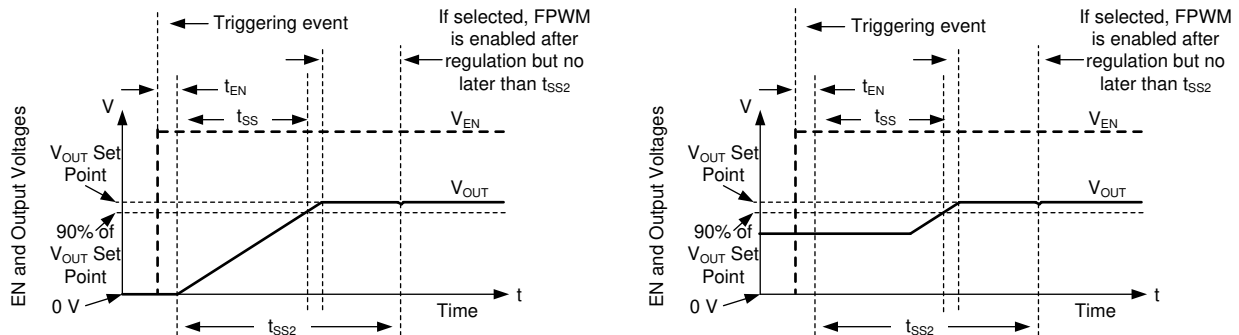 Triggering event
If selected, FPWM
is enabled after
regulation but no
later than tSS2
tEN
tSS
V
VEN
EN and Output Voltages
VOUT Set
Point
VOUT
90% of
VOUT Set
Point
0 V
Time
t
tSS2
Triggering event
If selected, FPWM
is enabled after
regulation but no
later than tSS2
tEN
tSS
V
VEN
EN and Output Voltages
VOUT Set
Point
VOUT
90% of
VOUT Set
Point
0 V
Time
t
tSS2